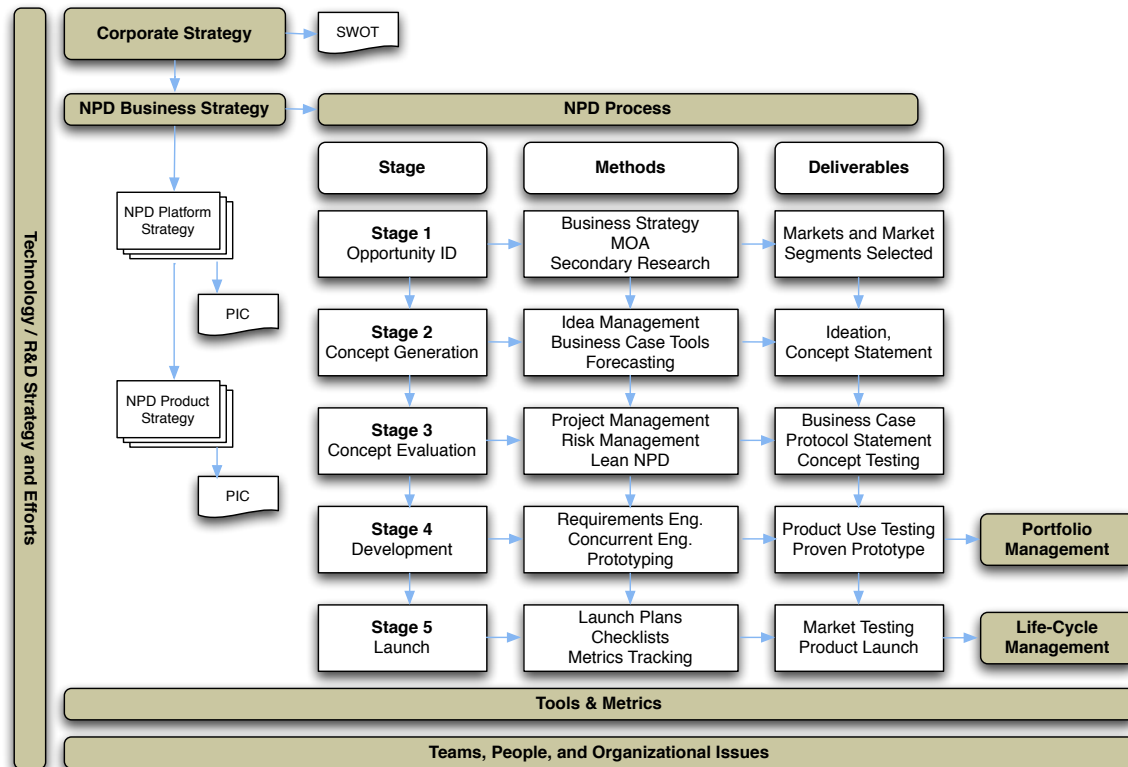 Technology / R&D Strategy and Efforts
Corporate Strategy
SWOT
NPD Business Strategy
NPD Process
Stage
Methods
Deliverables
NPD Platform
Strategy
PIC
NPD Product
Strategy
PIC
Stage 1
Opportunity ID
Business Strategy
MOA
Secondary Research
Markets and Market
Segments Selected
Stage 2
Concept Generation
Idea Management
Business Case Tools
Forecasting
Ideation,
Concept Statement
Stage 3
Concept Evaluation
Project Management
Risk Management
Lean NPD
Business Case
Protocol Statement
Concept Testing
Stage 4
Development
Requirements Eng.
Concurrent Eng.
Prototyping
Product Use Testing
Proven Prototype
Portfolio
Management
Stage 5
Launch
Launch Plans
Checklists
Metrics Tracking
Market Testing
Product Launch
Life-Cycle
Management
Tools & Metrics
Teams, People, and Organizational Issues